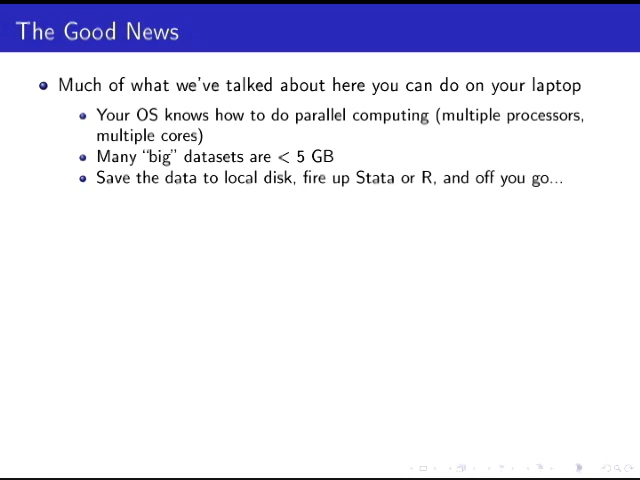 The Good News
Much of what we've talked about here you can do on your laptop
Your OS knows how to do parallel computing (multiple processors,
multiple cores)
Many “big” datasets are < 5 GB
Save the data to local disk, fire up Stata or R, and off you go...